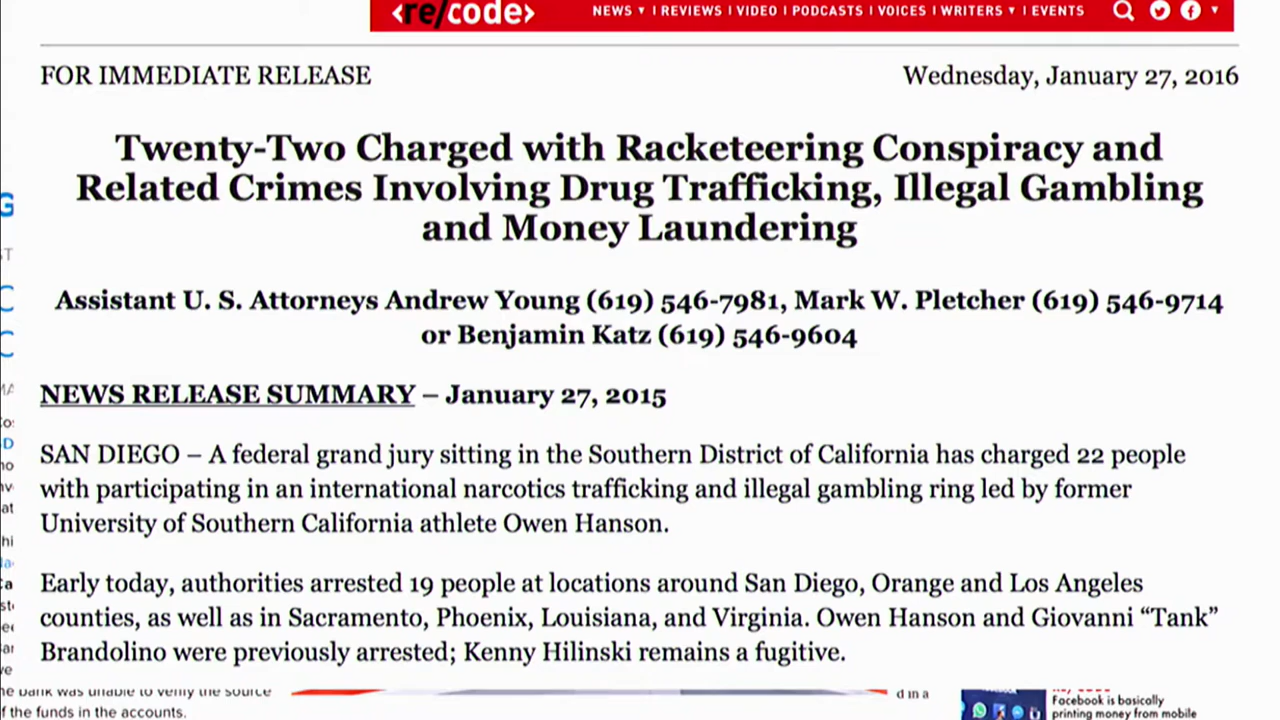 <re/code>
NEWS ▾ | REVIEWS | VIDEO | PODCASTS | VOICES | WRITERS ▾ | EVENTS
FOR IMMEDIATE RELEASE
Wednesday, January 27, 2016
Twenty-Two Charged with Racketeering Conspiracy and
Related Crimes Involving Drug Trafficking, Illegal Gambling
and Money Laundering
Assistant U. S. Attorneys Andrew Young (619) 546-7981, Mark W. Pletcher (619) 546-9714
or Benjamin Katz (619) 546-9604
NEWS RELEASE SUMMARY – January 27, 2015
SAN DIEGO – A federal grand jury sitting in the Southern District of California has charged 22 people
with participating in an international narcotics trafficking and illegal gambling ring led by former
University of Southern California athlete Owen Hanson.
Early today, authorities arrested 19 people at locations around San Diego, Orange and Los Angeles
counties, as well as in Sacramento, Phoenix, Louisiana, and Virginia. Owen Hanson and Giovanni “Tank”
Brandolino were previously arrested; Kenny Hilinski remains a fugitive.
bank was unable to verify the source
f the funds in the accounts.
d in a
Facebook is basically
printing money from mobile